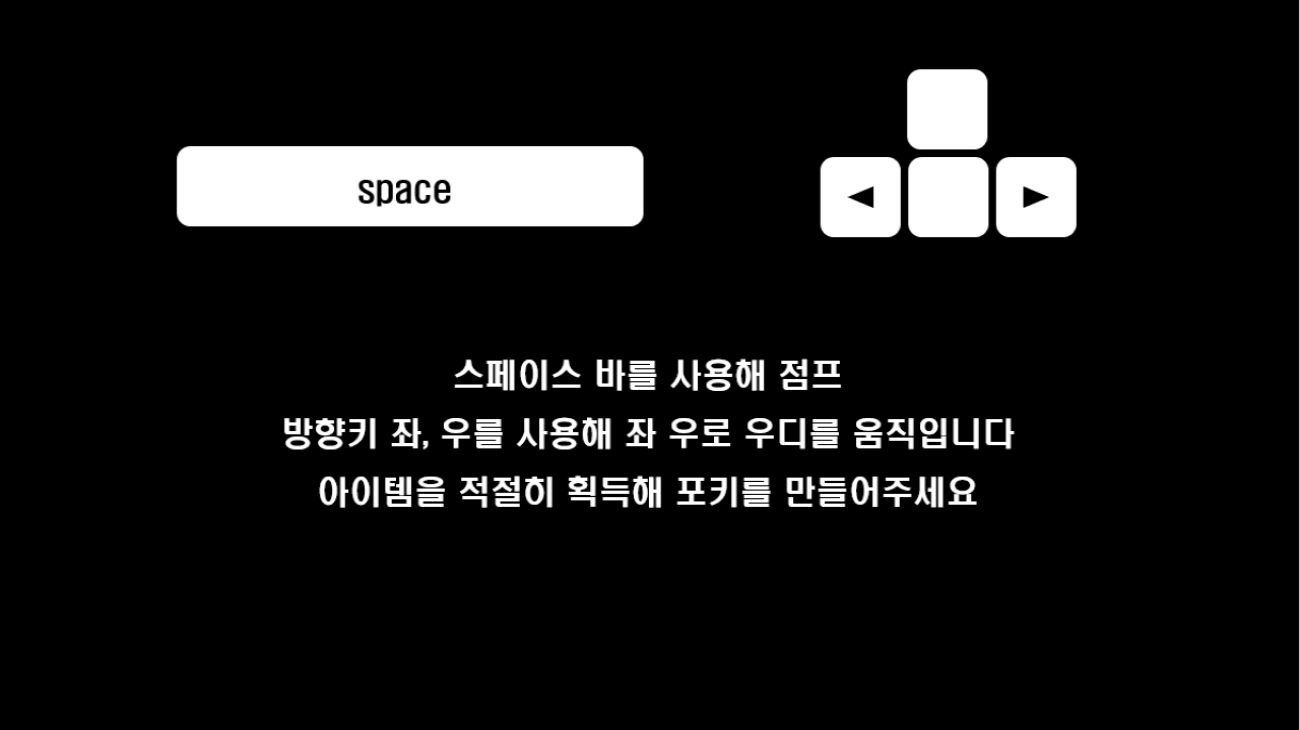 space
스페이스 바를 사용해 점프
방향키 좌, 우를 사용해 좌 우로 우디를 움직입니다
아이템을 적절히 획득해 포키를 만들어주세요